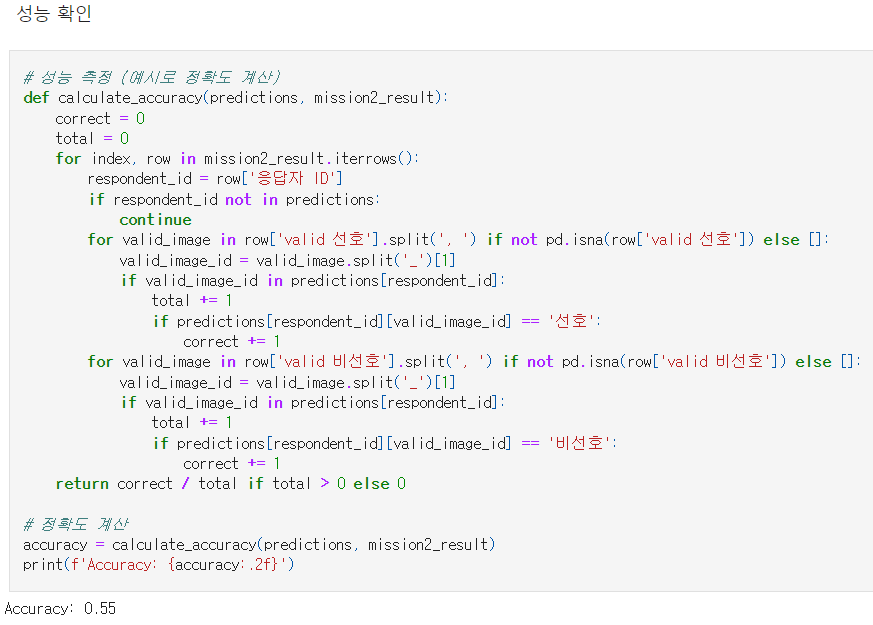 성능 확인
# 성능 측정 (예시로 정확도 계산)
def calculate_accuracy(predictions, mission2_result):
    correct = 0
    total = 0
    for index, row in mission2_result.iterrows():
        respondent_id = row['응답자 ID']
        if respondent_id not in predictions:
            continue
        for valid_image in row['valid 선호'].split(', ') if not pd.isna(row['valid 선호']) else []:
            valid_image_id = valid_image.split('_')[1]
            if valid_image_id in predictions[respondent_id]:
                total += 1
                if predictions[respondent_id][valid_image_id] == '선호':
                    correct += 1
        for valid_image in row['valid 비선호'].split(', ') if not pd.isna(row['valid 비선호']) else []:
            valid_image_id = valid_image.split('_')[1]
            if valid_image_id in predictions[respondent_id]:
                total += 1
                if predictions[respondent_id][valid_image_id] == '비선호':
                    correct += 1
    return correct / total if total > 0 else 0
# 정확도 계산
accuracy = calculate_accuracy(predictions, mission2_result)
print(f'Accuracy: {accuracy:.2f}')
Accuracy: 0.55